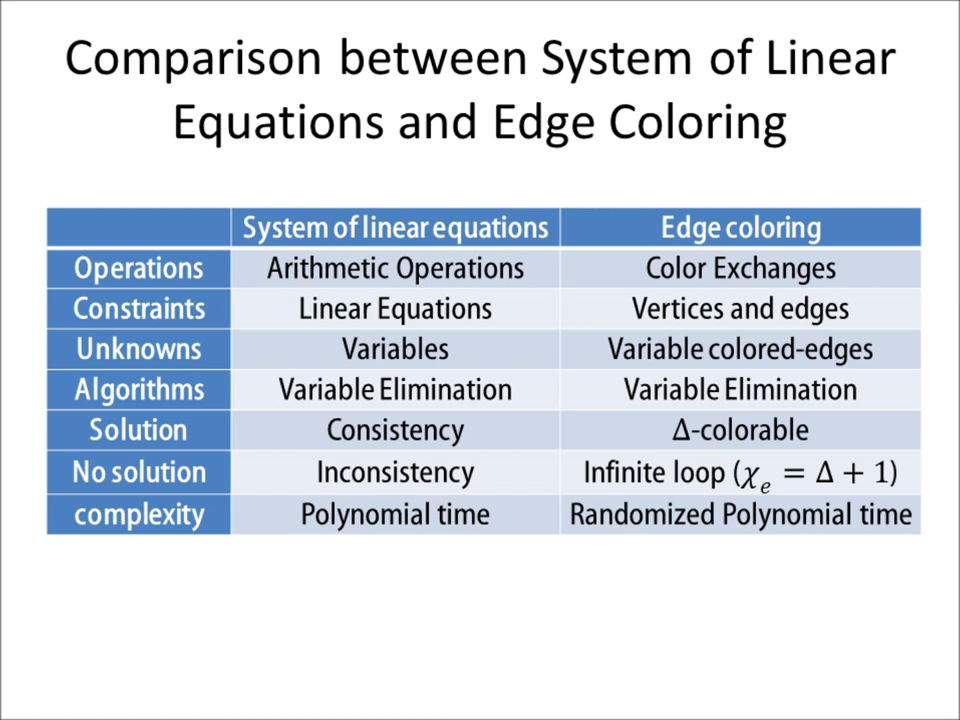 Comparison between System of Linear
Equations and Edge Coloring
System of linear equations Edge coloring
Operations Arithmetic Operations Color Exchanges
Constraints Linear Equations Vertices and edges
Unknowns Variables Variable colored-edges
Algorithms Variable Elimination Variable Elimination
Solution Consistency Δ-colorable
No solution Inconsistency Infinite loop (χₑ = Δ + 1)
complexity Polynomial time Randomized Polynomial time